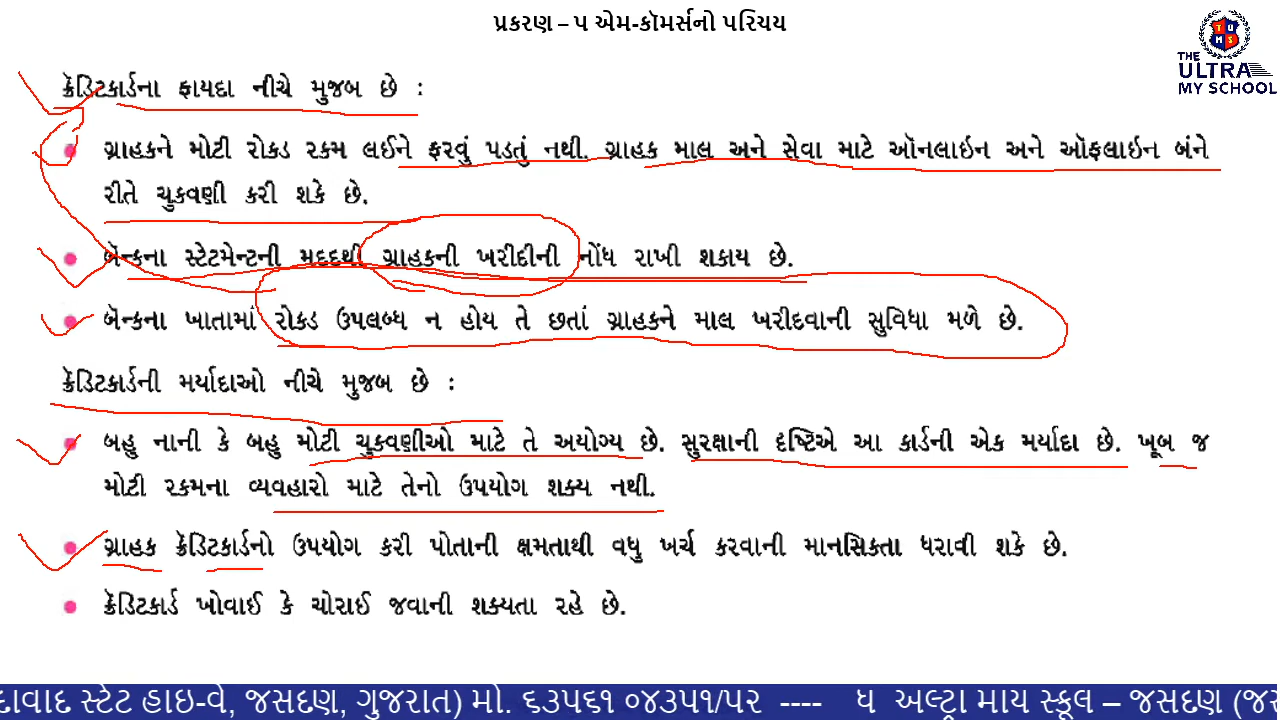 પ્રકરણ – ૫ એમ-કૉમર્સનો પરિચય
THE
ULTRA
MY SCHOOL
TUMS
ક્રૅડિટકાર્ડના ફાયદા નીચે મુજબ છે :
ગ્રાહકને મોટી રોકડ રકમ લઈને ફરવું પડતું નથી. ગ્રાહક માલ અને સેવા માટે ઑનલાઇન અને ઑફલાઇન બંને
રીતે ચુકવણી કરી શકે છે.
બૅન્કના સ્ટેટમેન્ટની મદદથી ગ્રાહકની ખરીદીની નોંધ રાખી શકાય છે.
બૅન્કના ખાતામાં રોકડ ઉપલબ્ધ ન હોય તે છતાં ગ્રાહકને માલ ખરીદવાની સુવિધા મળે છે.
ક્રૅડિટકાર્ડની મર્યાદાઓ નીચે મુજબ છે :
બહુ નાની કે બહુ મોટી ચુકવણીઓ માટે તે અયોગ્ય છે. સુરક્ષાની દૃષ્ટિએ આ કાર્ડની એક મર્યાદા છે. ખૂબ જ
મોટી રકમના વ્યવહારો માટે તેનો ઉપયોગ શક્ય નથી.
ગ્રાહક ક્રૅડિટકાર્ડનો ઉપયોગ કરી પોતાની ક્ષમતાથી વધુ ખર્ચ કરવાની માનસિકતા ધરાવી શકે છે.
ક્રૅડિટકાર્ડ ખોવાઈ કે ચોરાઈ જવાની શક્યતા રહે છે.
દાવાદ સ્ટેટ હાઇ-વે, જસદણ, ગુજરાત) મો. ૬૩૫૬૧ ૦૪૩૫૧/૫૨ ---- ધ અલ્ટ્રા માય સ્કૂલ – જસદણ (જસ